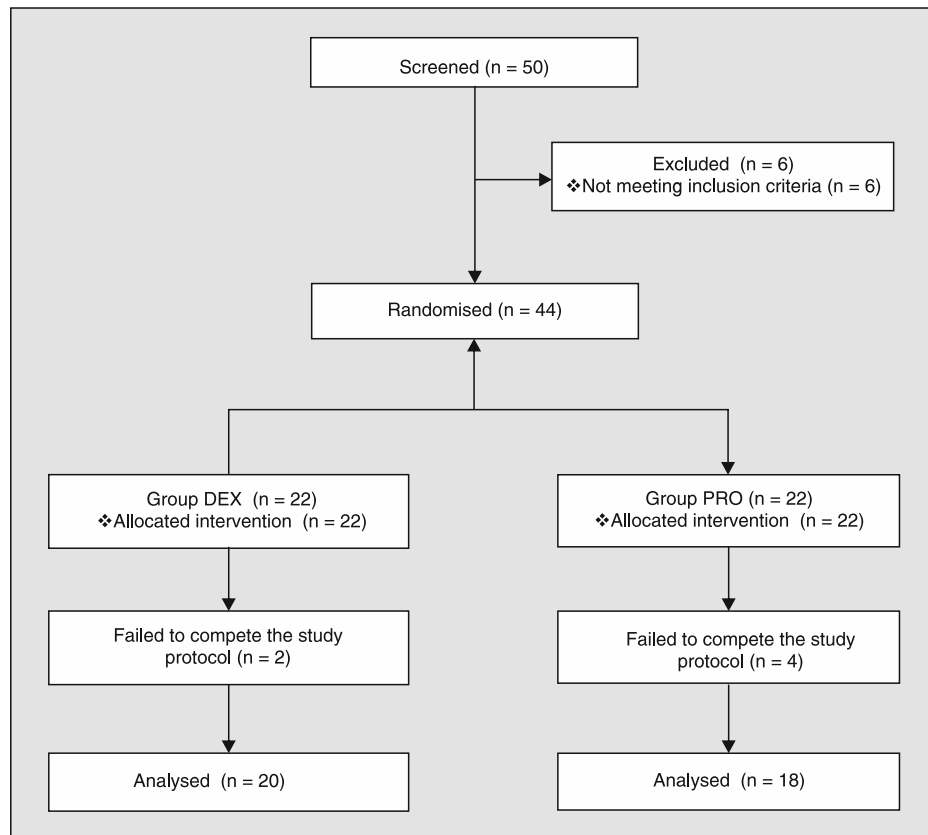 Screened (n = 50)
Excluded (n = 6)
❖Not meeting inclusion criteria (n = 6)
Randomised (n = 44)
Group DEX (n = 22)
❖Allocated intervention (n = 22)
Group PRO (n = 22)
❖Allocated intervention (n = 22)
Failed to compete the study
protocol (n = 2)
Failed to compete the study
protocol (n = 4)
Analysed (n = 20)
Analysed (n = 18)